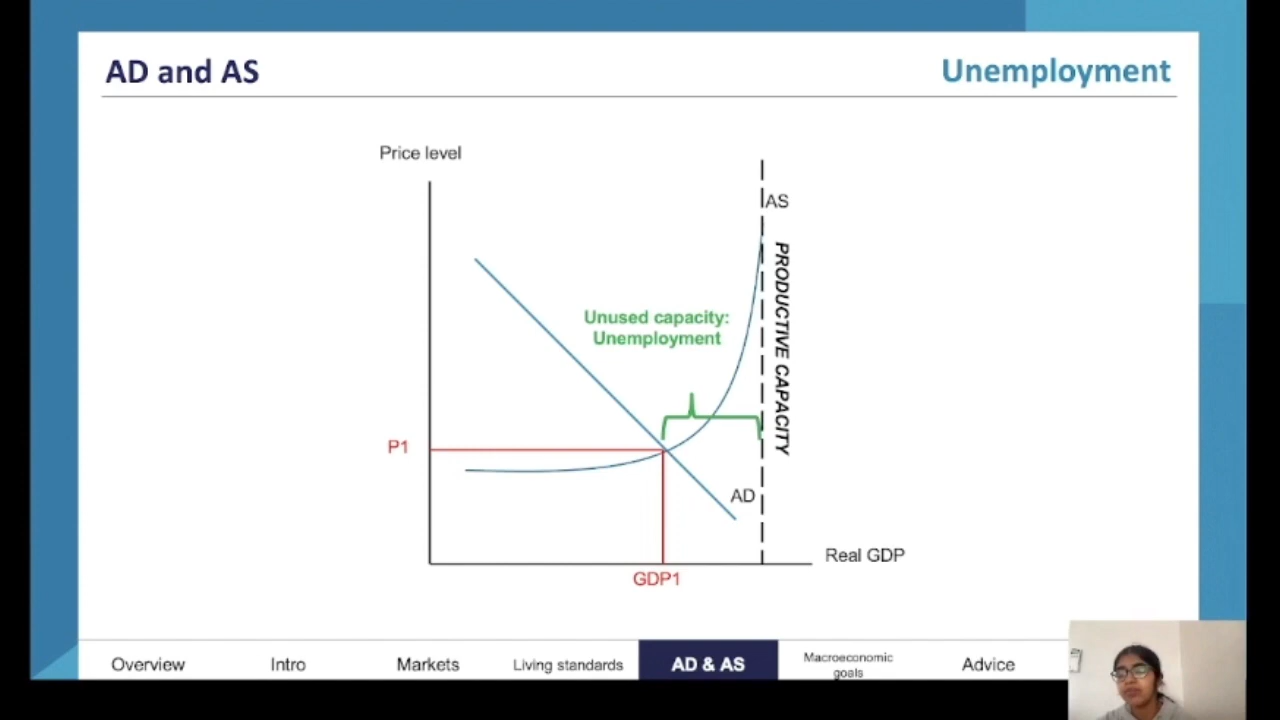 AD and AS
Unemployment
Price level
AS
PRODUCTIVE CAPACITY
Unused capacity:
Unemployment
P1
AD
Real GDP
GDP1
Overview
Intro
Markets
Living standards
AD & AS
Macroeconomic
goals
Advice